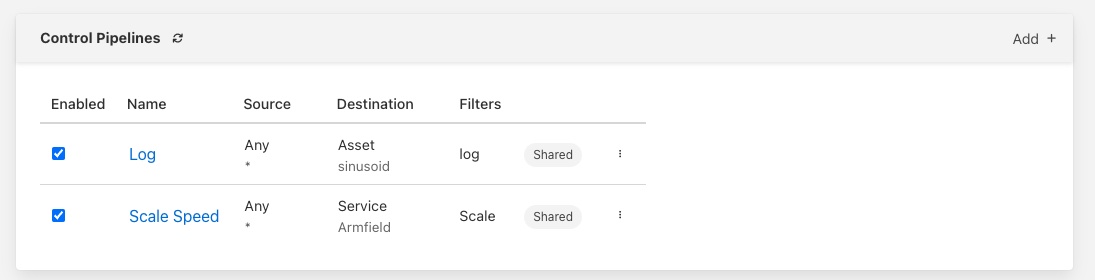 Control Pipelines
Add +
Enabled Name Source Destination Filters
Log Any Asset log Shared
* sinusoid
Scale Speed Any Service Scale Shared
* Armfield